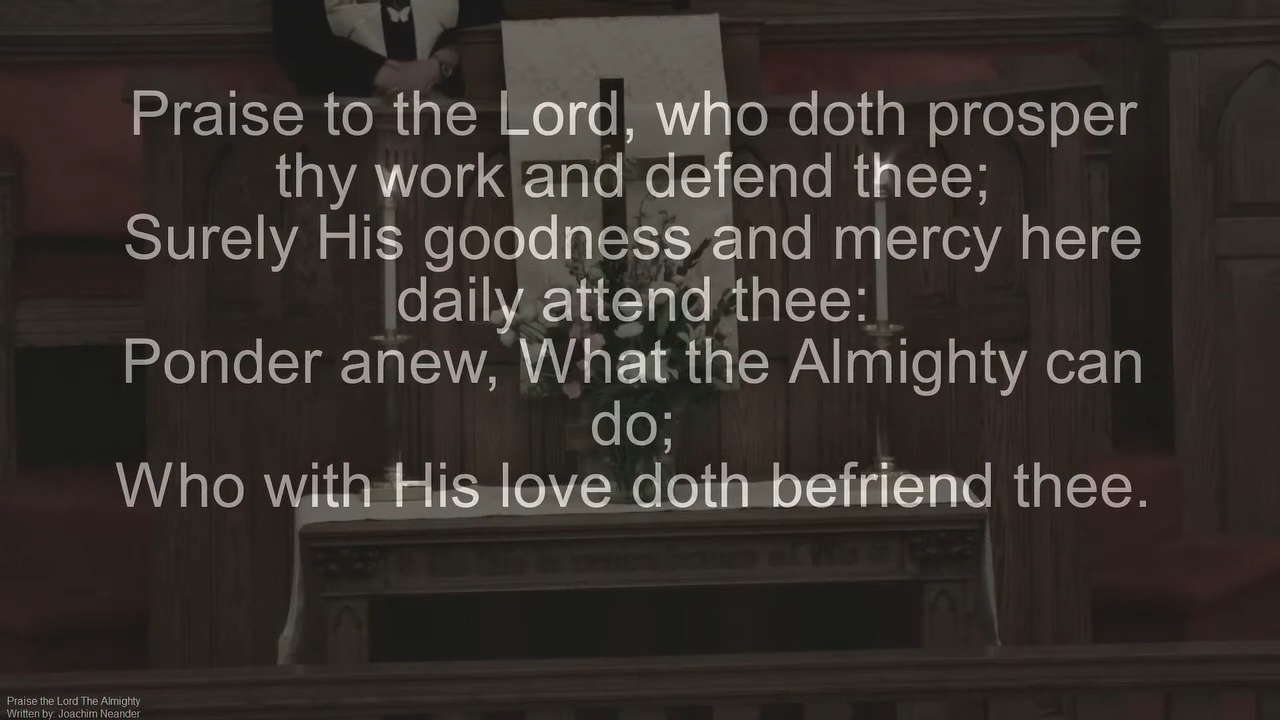 Praise to the Lord, who doth prosper
thy work and defend thee;
Surely His goodness and mercy here
daily attend thee:
Ponder anew, What the Almighty can
do;
Who with His love doth befriend thee.
Praise the Lord The Almighty
Written by: Joachim Neander